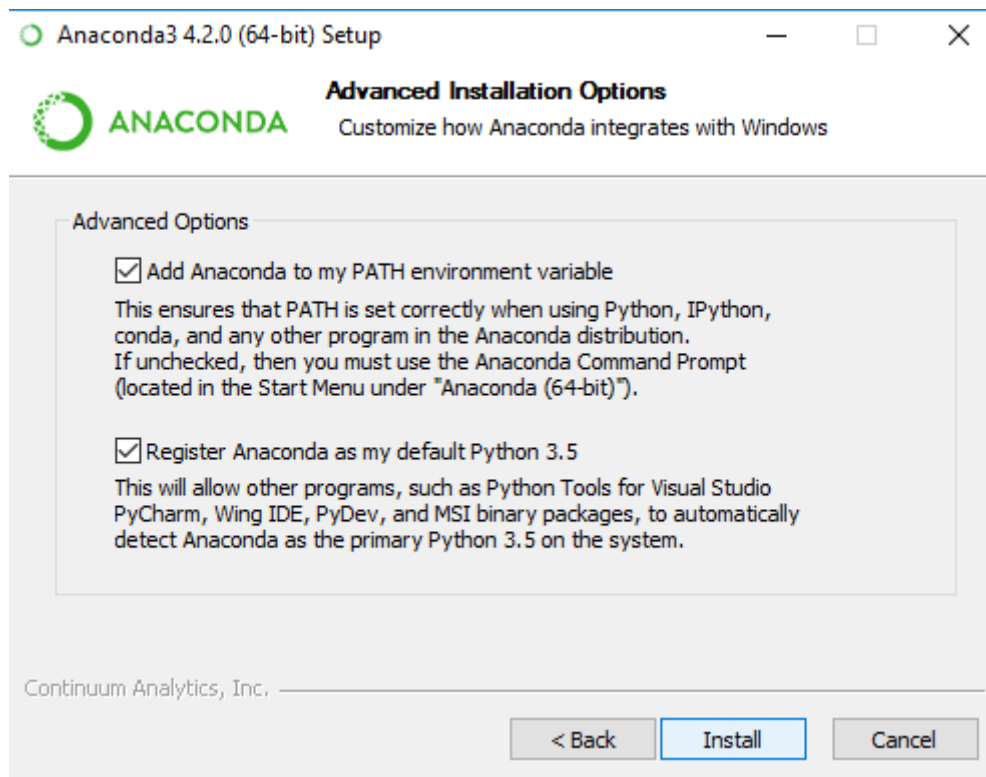 Anaconda3 4.2.0 (64-bit) Setup
ANACONDA
Advanced Installation Options
Customize how Anaconda integrates with Windows
Advanced Options
Add Anaconda to my PATH environment variable
This ensures that PATH is set correctly when using Python, IPython,
conda, and any other program in the Anaconda distribution.
If unchecked, then you must use the Anaconda Command Prompt
(located in the Start Menu under "Anaconda (64-bit)").
Register Anaconda as my default Python 3.5
This will allow other programs, such as Python Tools for Visual Studio
PyCharm, Wing IDE, PyDev, and MSI binary packages, to automatically
detect Anaconda as the primary Python 3.5 on the system.
Continuum Analytics, Inc.
< Back Install Cancel